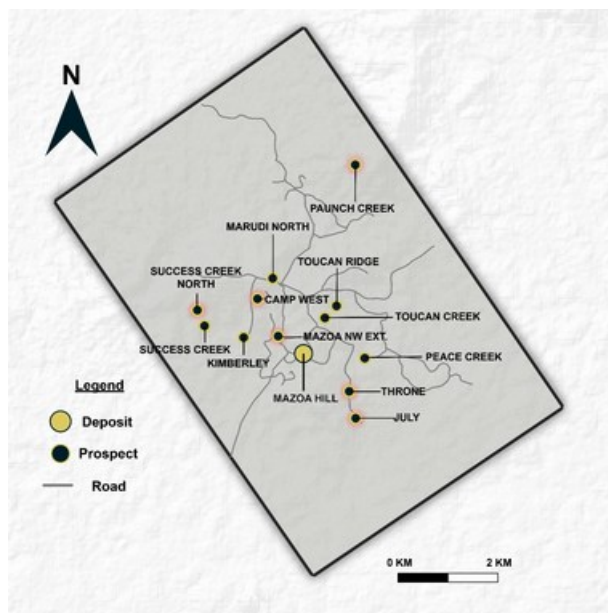 N
PAUNCH CREEK
MARUDI NORTH
TOUCAN RIDGE
SUCCESS CREEK
NORTH
CAMP WEST
TOUCAN CREEK
MAZOA NW EXT.
SUCCESS CREEK
KIMBERLEY
PEACE CREEK
MAZOA HILL
THRONE
JULY
Legend
Deposit
Prospect
Road
0 KM 2 KM